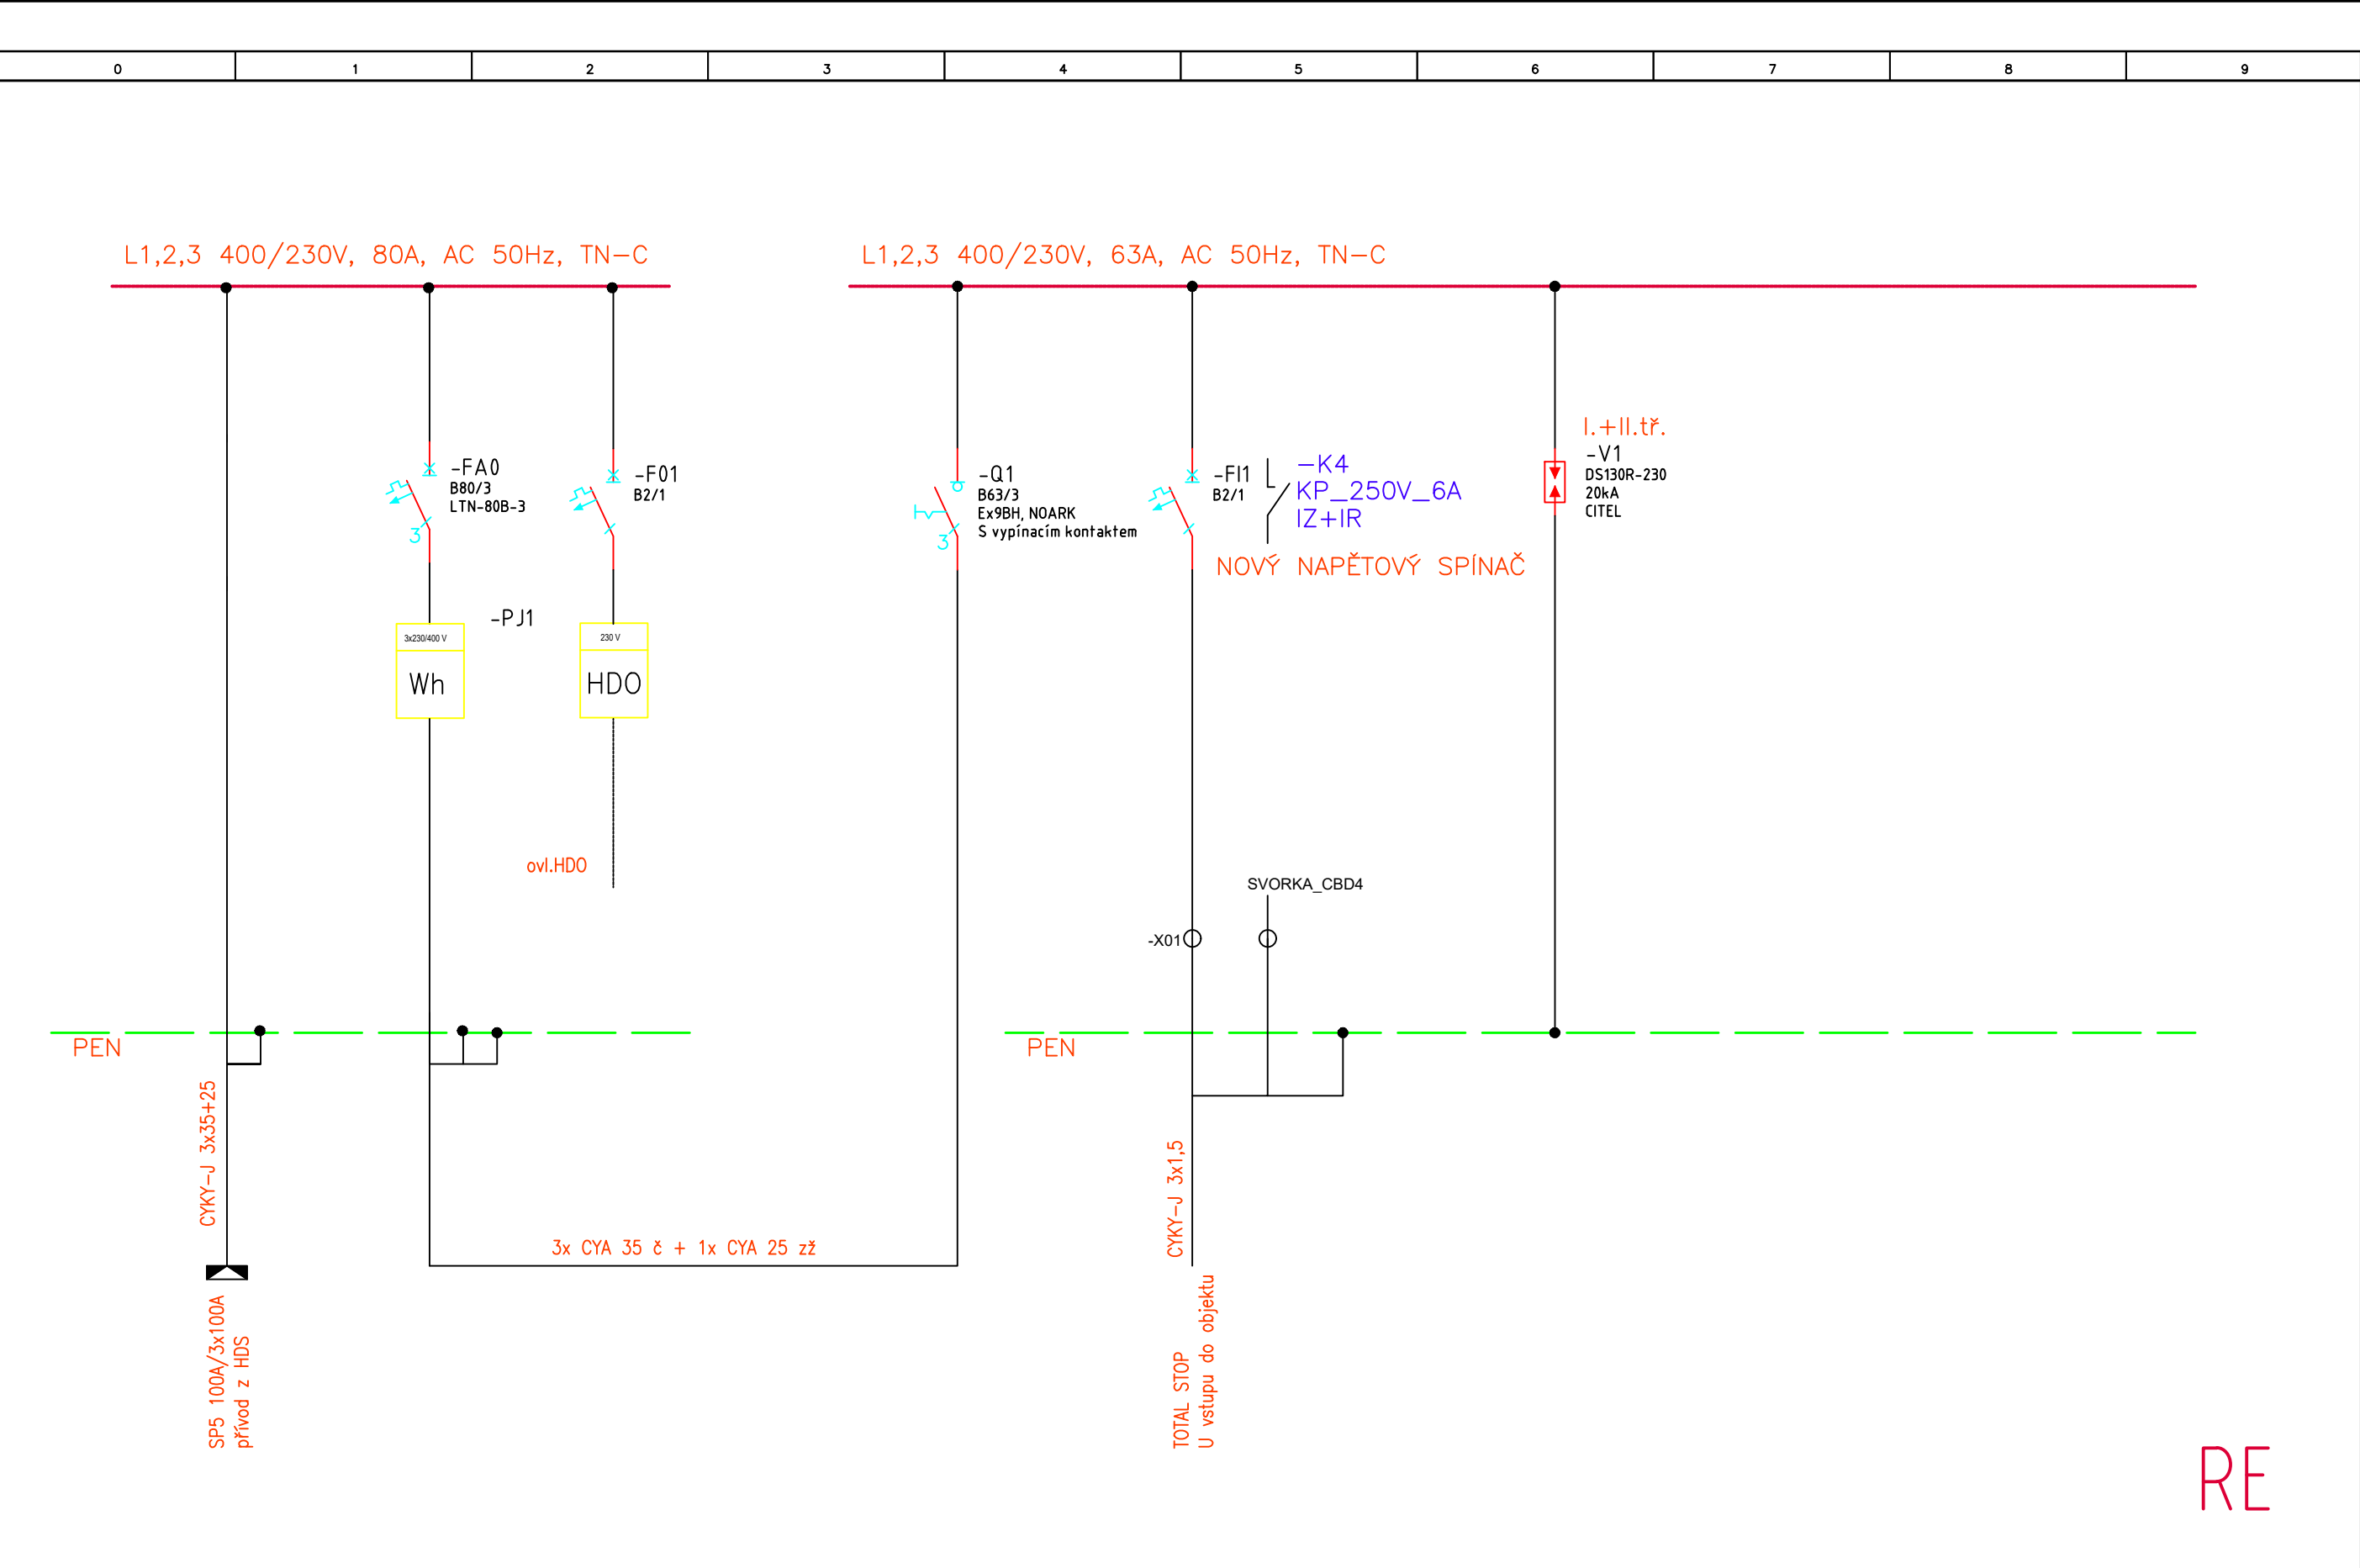 0 1 2 3 4 5 6 7 8 9
L1,2,3 400/230V, 80A, AC 50Hz, TN-C
L1,2,3 400/230V, 63A, AC 50Hz, TN-C
-FA0
B80/3
LTN-80B-3
3
-F01
B2/1
-Q1
B63/3
Ex9BH, NOARK
S vypínacím kontaktem
3
-FI1
B2/1
-K4
KP_250V_6A
IZ+IR
NOVÝ NAPĚTOVÝ SPÍNAČ
I.+II.tř.
-V1
DS130R-230
20kA
CITEL
-PJ1
3x230/400 V
Wh
230 V
HDO
ovl.HDO
SVORKA_CBD4
-X01
PEN
PEN
CYKY-J 3x35+25
3x CYA 35 č + 1x CYA 25 zž
CYKY-J 3x1,5
SP5 100A/3x100A
přívod z HDS
TOTAL STOP
U vstupu do objektu
RE